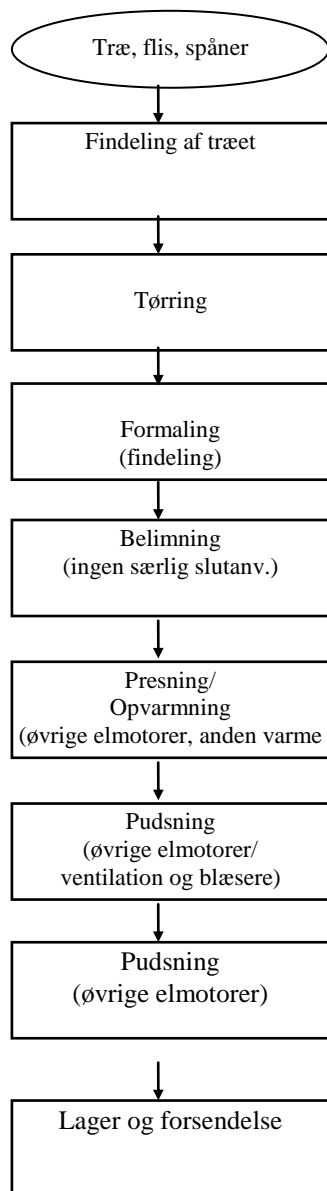 Træ, flis, spåner
Findeling af træet
Tørring
Formaling
(findeling)
Belimning
(ingen særlig slutanv.)
Presning/
Opvarmning
(øvrige elmotorer, anden varme
Pudsning
(øvrige elmotorer/
ventilation og blæsere)
Pudsning
(øvrige elmotorer)
Lager og forsendelse